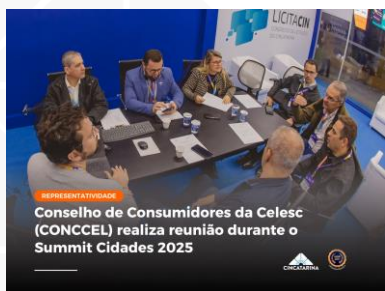 LICITACIN
REPRESENTATIVIDADE
Conselho de Consumidores da Celesc
(CONCCEL) realiza reunião durante o
Summit Cidades 2025
CINCATARINA